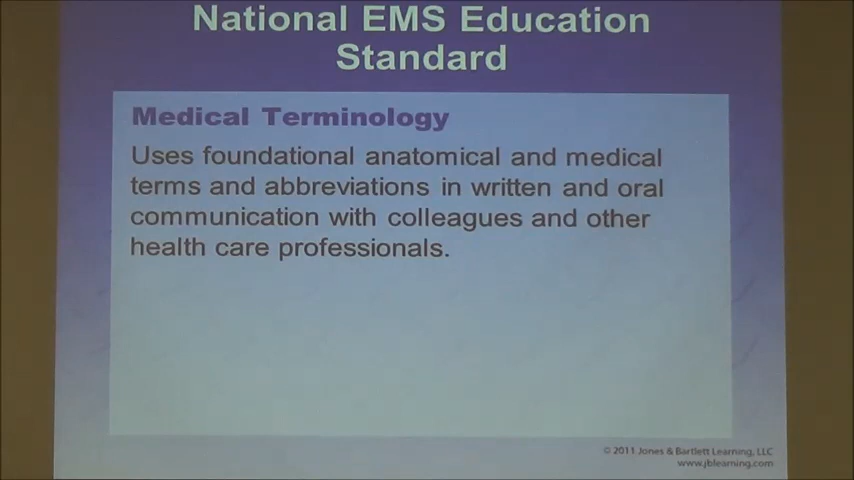 National EMS Education
Standard
Medical Terminology
Uses foundational anatomical and medical
terms and abbreviations in written and oral
communication with colleagues and other
health care professionals.
© 2011 Jones & Bartlett Learning, LLC
www.jblearning.com